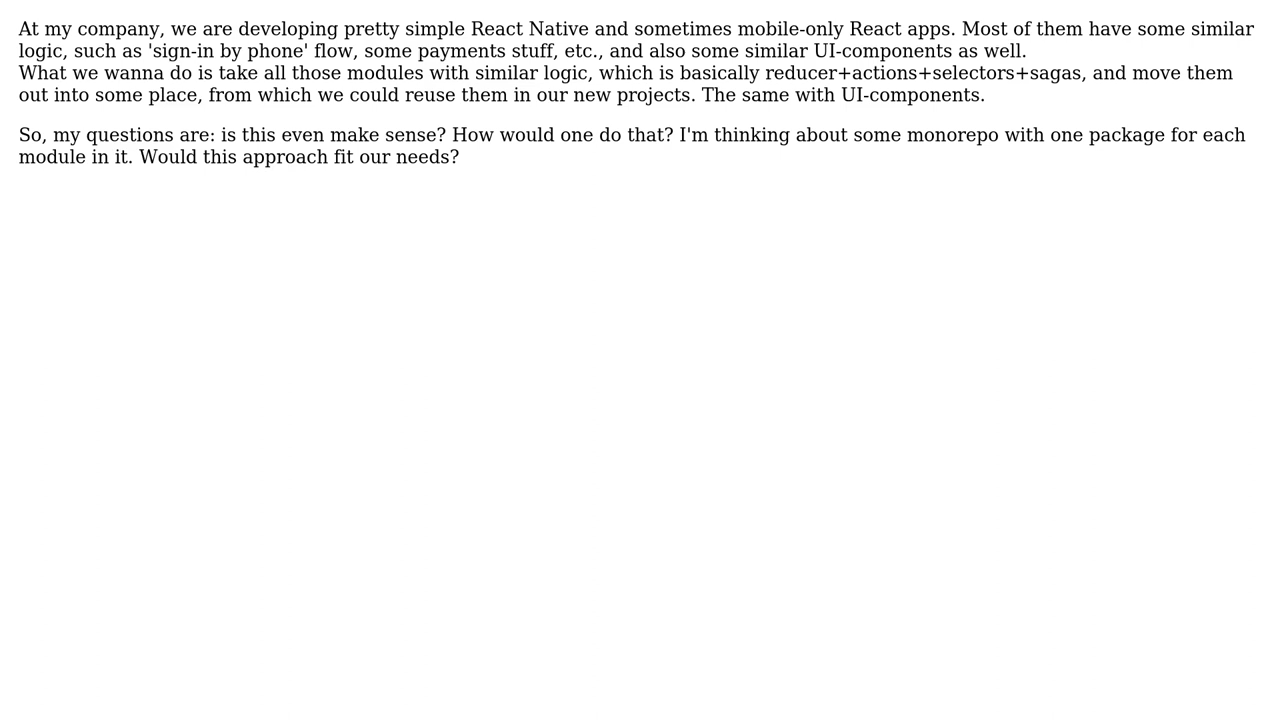 At my company, we are developing pretty simple React Native and sometimes mobile-only React apps. Most of them have some similar
logic, such as 'sign-in by phone' flow, some payments stuff, etc., and also some similar UI-components as well.
What we wanna do is take all those modules with similar logic, which is basically reducer+actions+selectors+sagas, and move them
out into some place, from which we could reuse them in our new projects. The same with UI-components.
So, my questions are: is this even make sense? How would one do that? I'm thinking about some monorepo with one package for each
module in it. Would this approach fit our needs?